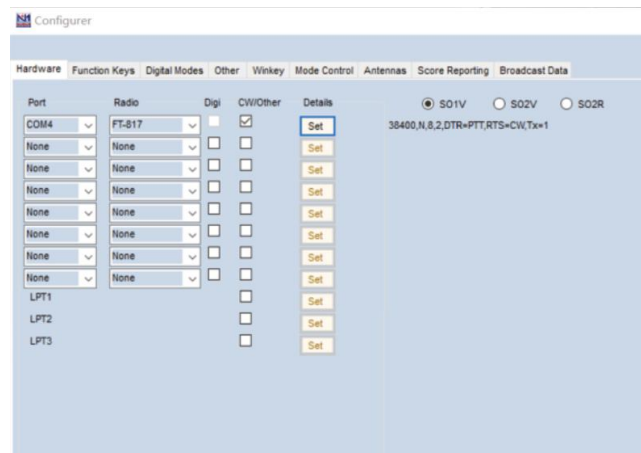 N1 Configurer
Hardware Function Keys Digital Modes Other Winkey Mode Control Antennas Score Reporting Broadcast Data
Port Radio Digi CW/Other Details SO1V SO2V SO2R
COM4 FT-817 Set 38400,N,8,2,DTR=PTT,RTS=CW,Tx=1
None None Set
None None Set
None None Set
None None Set
None None Set
None None Set
None None Set
LPT1 Set
LPT2 Set
LPT3 Set